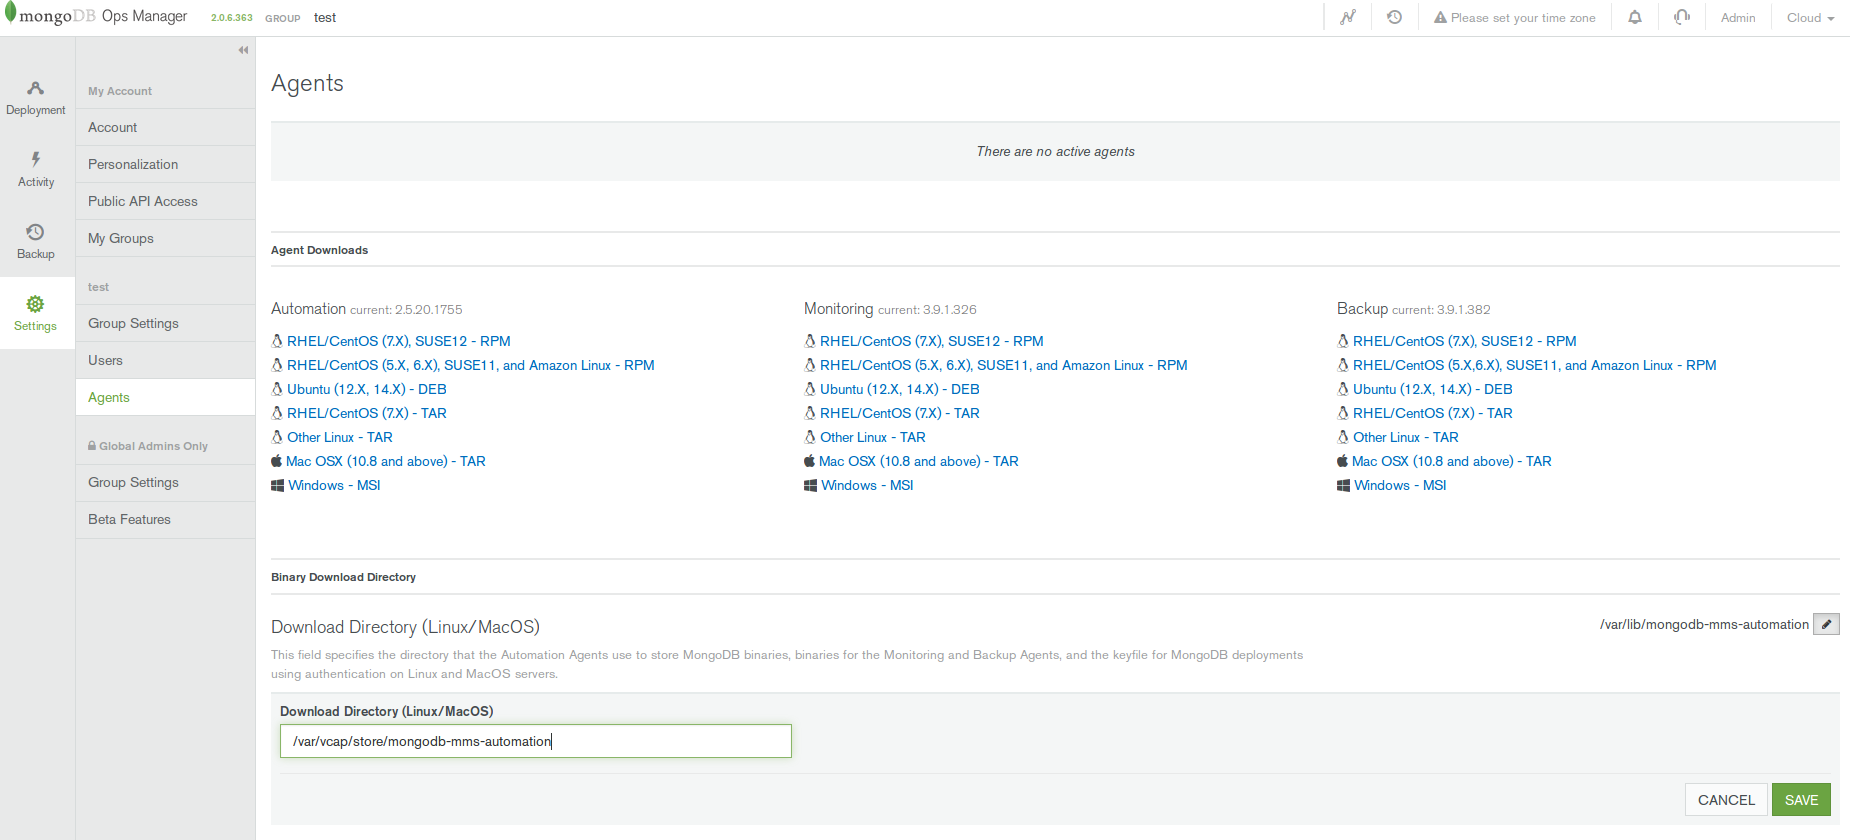 mongoDB Ops Manager 2.0.6.363 GROUP test
Please set your time zone Admin Cloud
Deployment
Activity
Backup
Settings
My Account
Account
Personalization
Public API Access
My Groups
test
Group Settings
Users
Agents
Global Admins Only
Group Settings
Beta Features
Agents
There are no active agents
Agent Downloads
Automation current: 2.5.20.1755
RHEL/CentOS (7.X), SUSE12 - RPM
RHEL/CentOS (5.X, 6.X), SUSE11, and Amazon Linux - RPM
Ubuntu (12.X, 14.X) - DEB
RHEL/CentOS (7.X) - TAR
Other Linux - TAR
Mac OSX (10.8 and above) - TAR
Windows - MSI
Monitoring current: 3.9.1.326
RHEL/CentOS (7.X), SUSE12 - RPM
RHEL/CentOS (5.X, 6.X), SUSE11, and Amazon Linux - RPM
Ubuntu (12.X, 14.X) - DEB
RHEL/CentOS (7.X) - TAR
Other Linux - TAR
Mac OSX (10.8 and above) - TAR
Windows - MSI
Backup current: 3.9.1.382
RHEL/CentOS (7.X), SUSE12 - RPM
RHEL/CentOS (5.X,6.X), SUSE11, and Amazon Linux - RPM
Ubuntu (12.X, 14.X) - DEB
RHEL/CentOS (7.X) - TAR
Other Linux - TAR
Mac OSX (10.8 and above) - TAR
Windows - MSI
Binary Download Directory
Download Directory (Linux/MacOS)
/var/lib/mongodb-mms-automation
This field specifies the directory that the Automation Agents use to store MongoDB binaries, binaries for the Monitoring and Backup Agents, and the keyfile for MongoDB deployments
using authentication on Linux and MacOS servers.
Download Directory (Linux/MacOS)
/var/vcap/store/mongodb-mms-automation
CANCEL SAVE